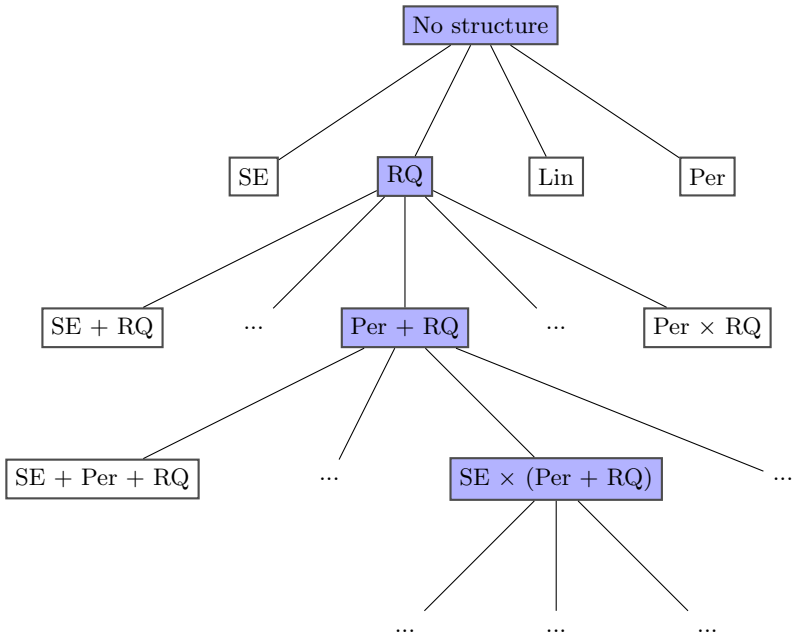 No structure
SE
RQ
Lin
Per
SE + RQ
...
Per + RQ
...
Per × RQ
SE + Per + RQ
...
SE × (Per + RQ)
...
...
...
...